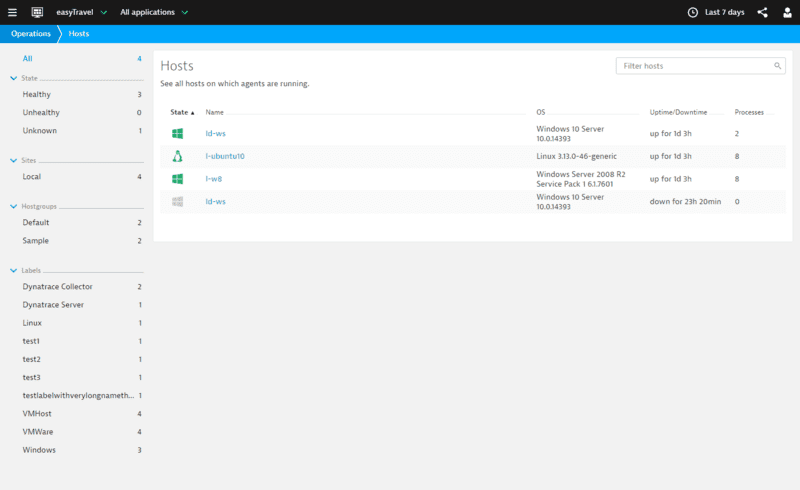 easyTravel All applications Last 7 days
Operations Hosts
All 4
State
Healthy 3
Unhealthy 0
Unknown 1
Sites
Local 4
Hostgroups
Default 2
Sample 2
Labels
Dynatrace Collector 2
Dynatrace Server 1
Linux 1
test1 1
test2 1
test3 1
testlabelwithverylongnameth... 1
VMHost 4
VMWare 4
Windows 3
Hosts
Filter hosts
See all hosts on which agents are running.
State Name OS Uptime/Downtime Processes
ld-ws Windows 10 Server 10.0.14393 up for 1d 3h 2
l-ubuntu10 Linux 3.13.0-46-generic up for 1d 3h 8
l-w8 Windows Server 2008 R2 Service Pack 1 6.1.7601 up for 1d 3h 8
ld-ws Windows 10 Server 10.0.14393 down for 23h 20min 0